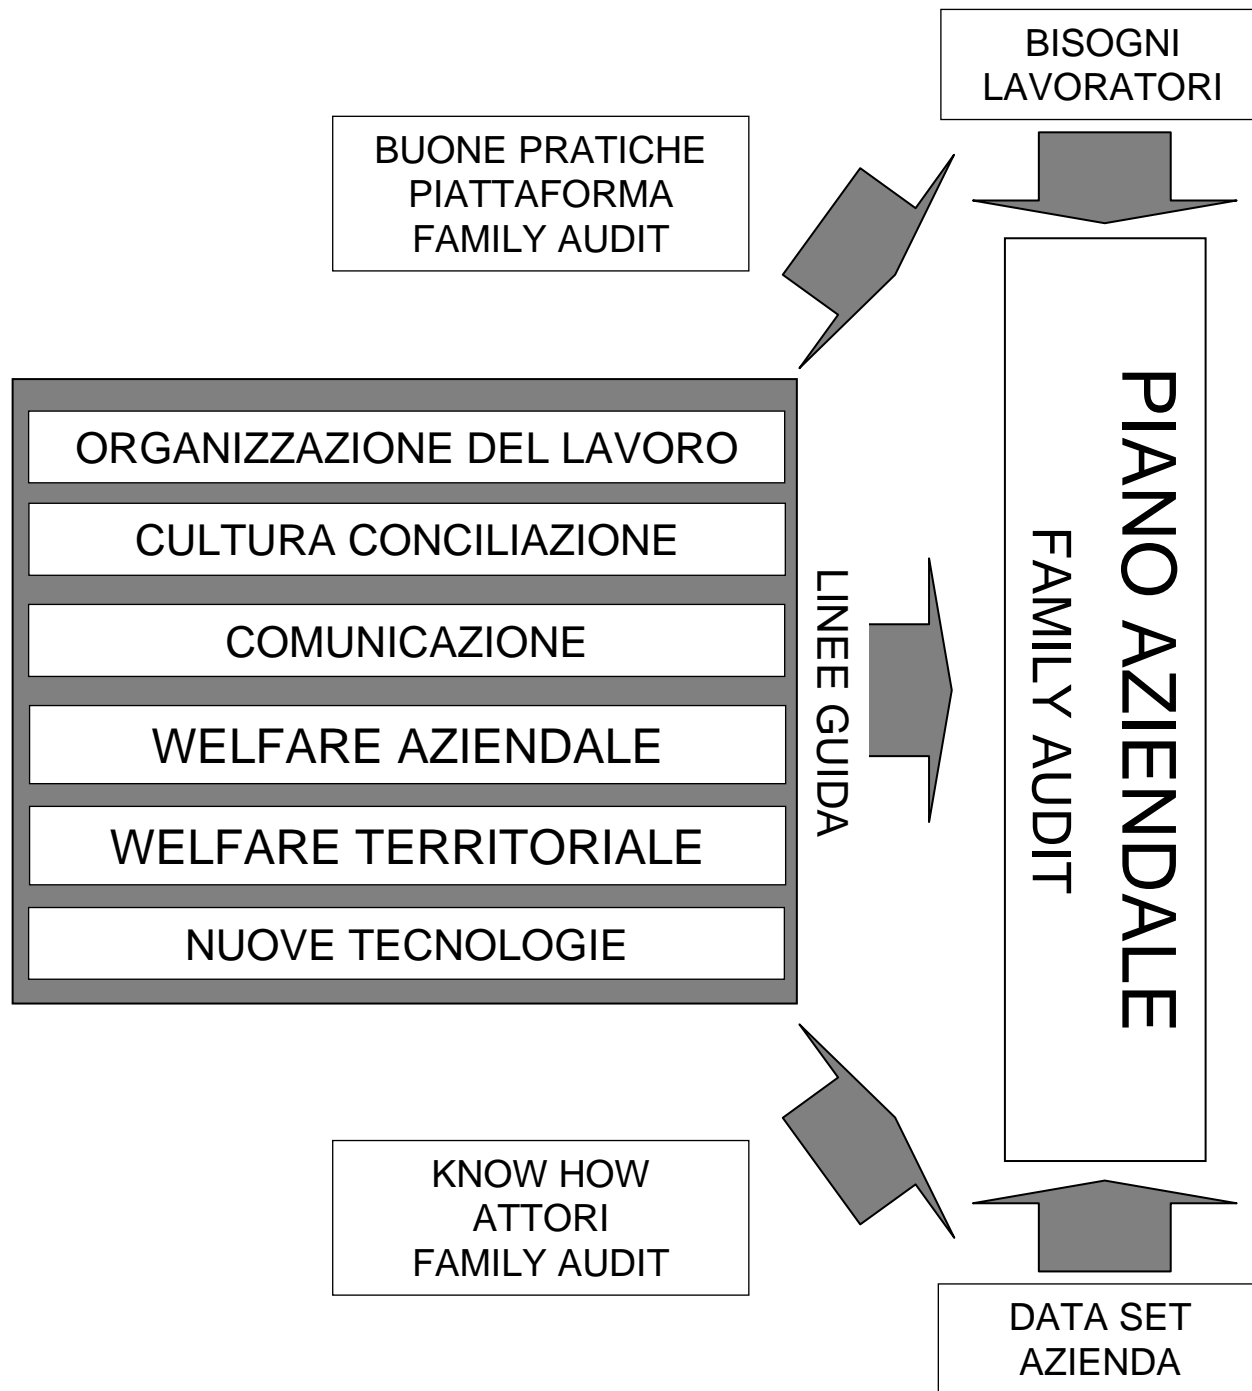 BISOGNI
LAVORATORI
BUONE PRATICHE
PIATTAFORMA
FAMILY AUDIT
ORGANIZZAZIONE DEL LAVORO
CULTURA CONCILIAZIONE
COMUNICAZIONE
WELFARE AZIENDALE
WELFARE TERRITORIALE
NUOVE TECNOLOGIE
LINEE GUIDA
PIANO AZIENDALE
FAMILY AUDIT
KNOW HOW
ATTORI
FAMILY AUDIT
DATA SET
AZIENDA